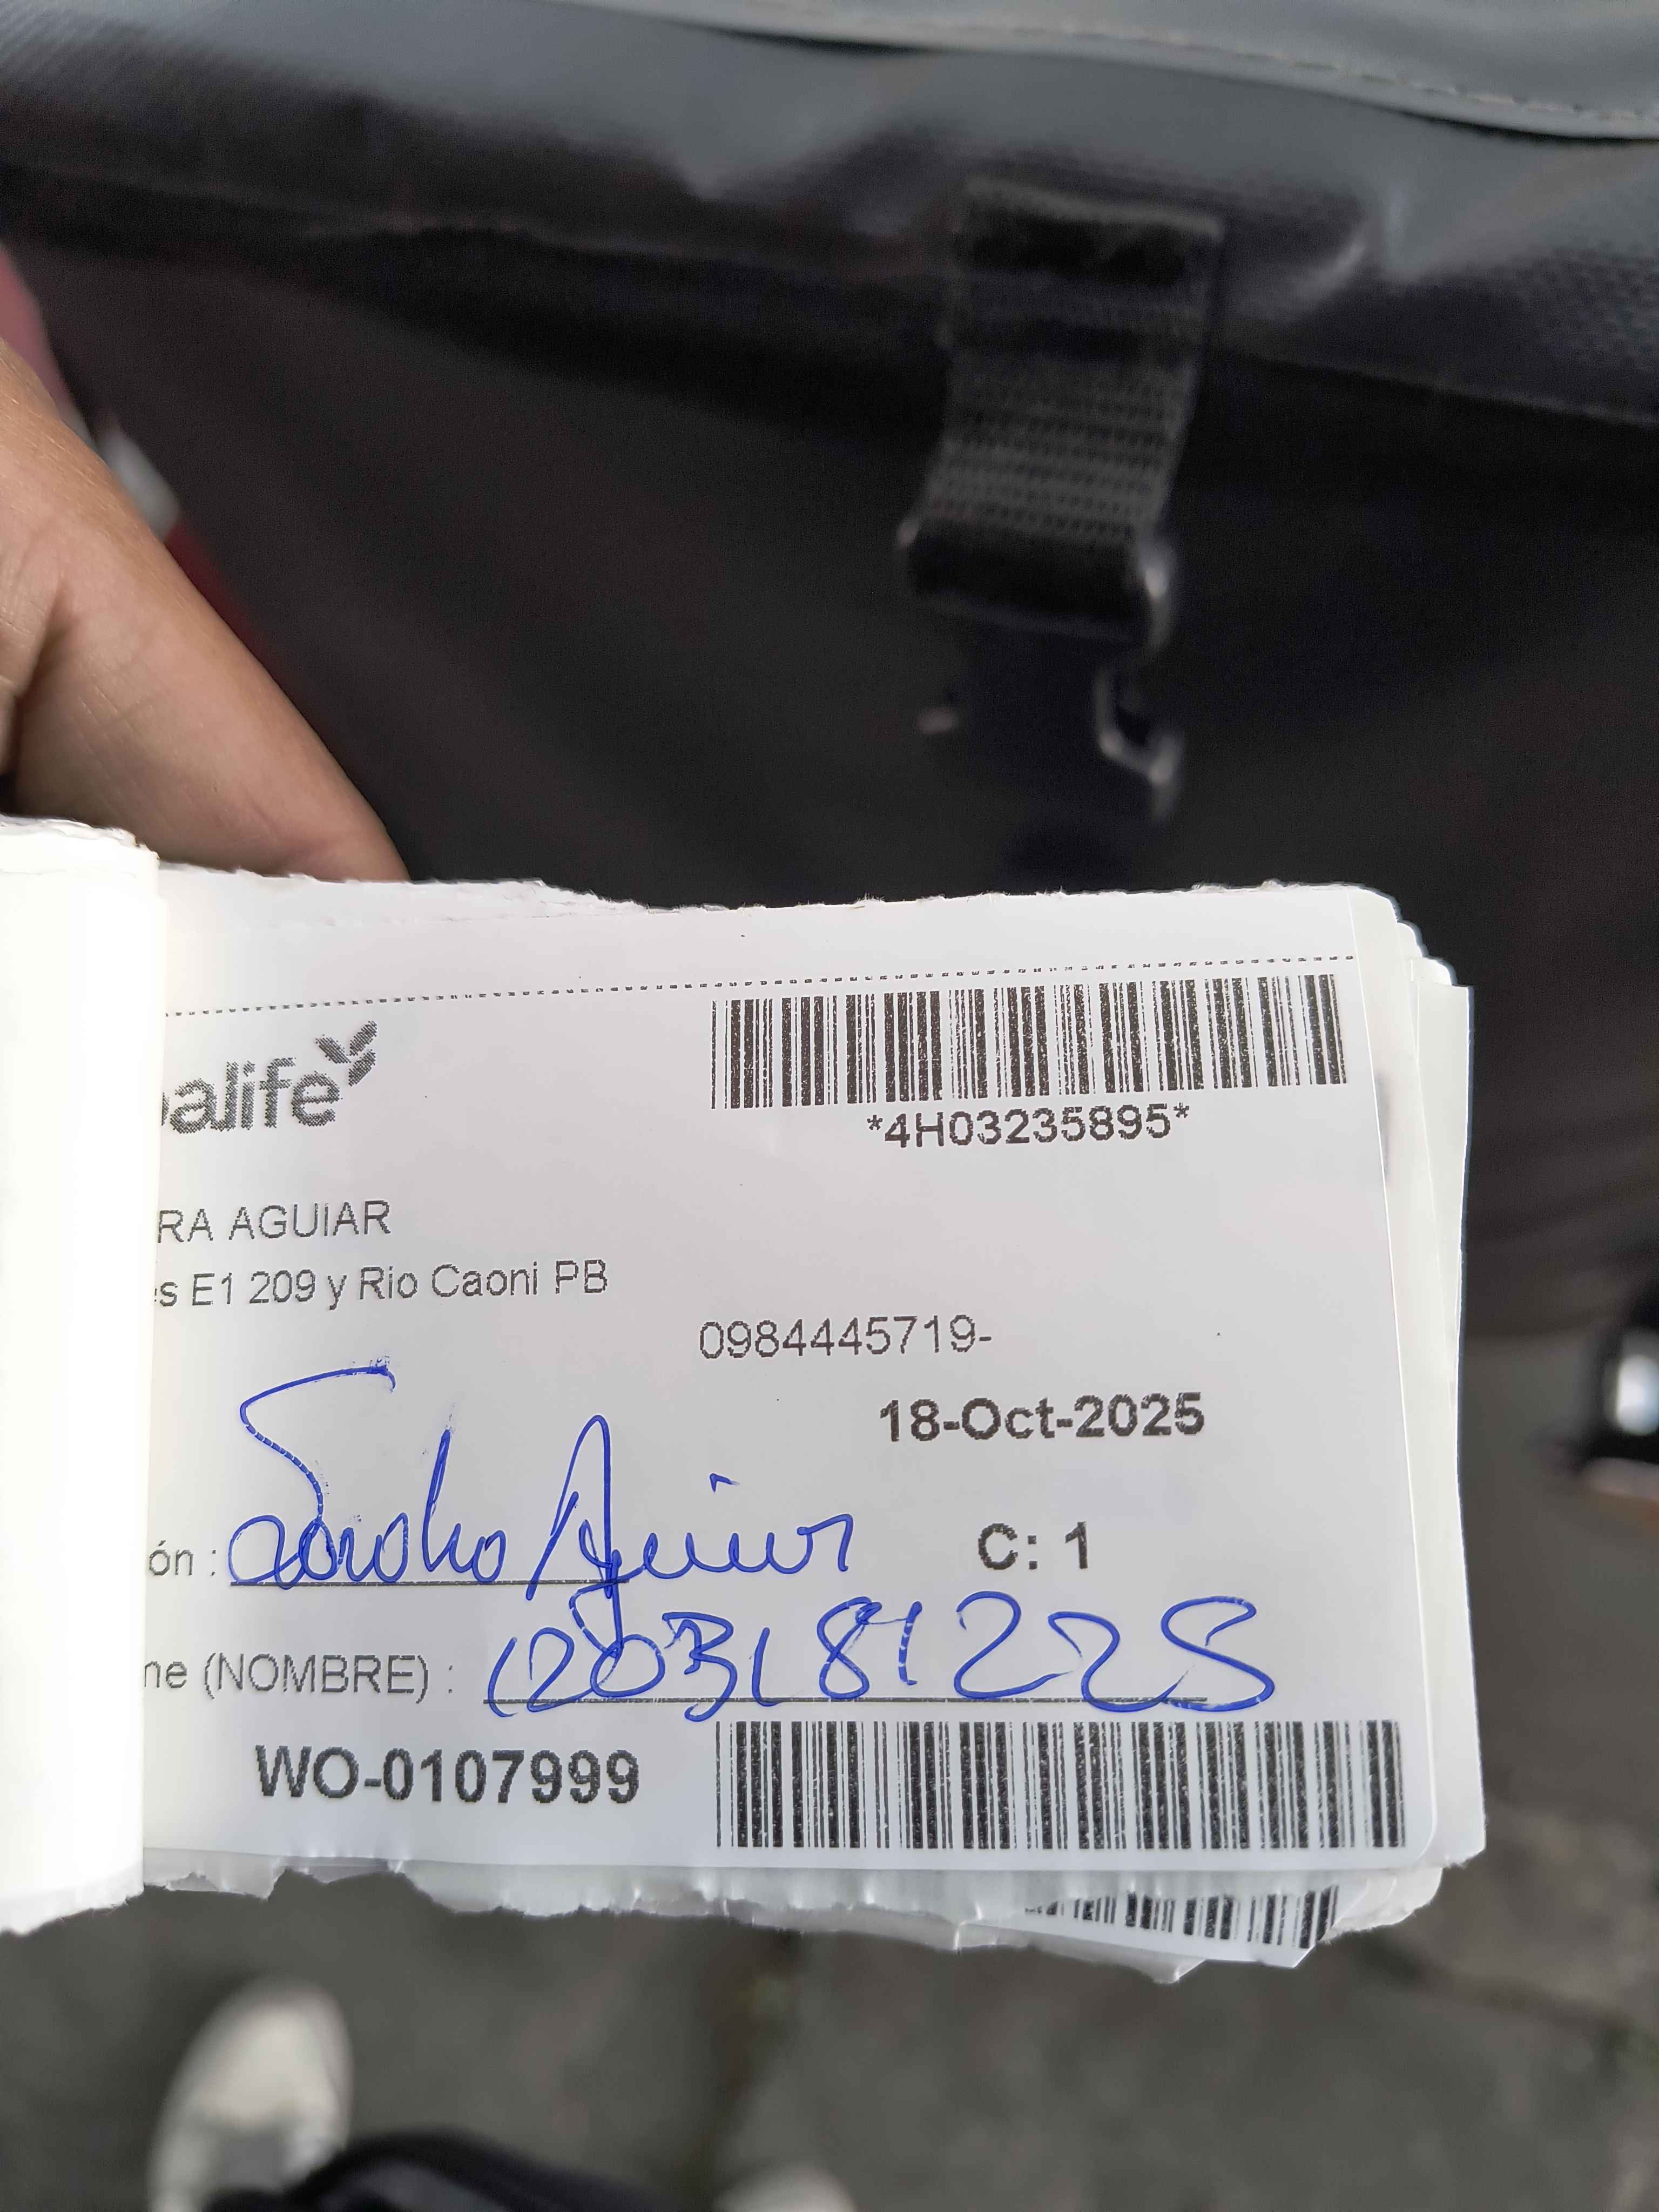 alife
*4H03235895*
RA AGUIAR
s E1 209 y Rio Caoni PB
0984445719-
18-Oct-2025
ón :
C: 1
ne (NOMBRE) : 1203181225
WO-0107999